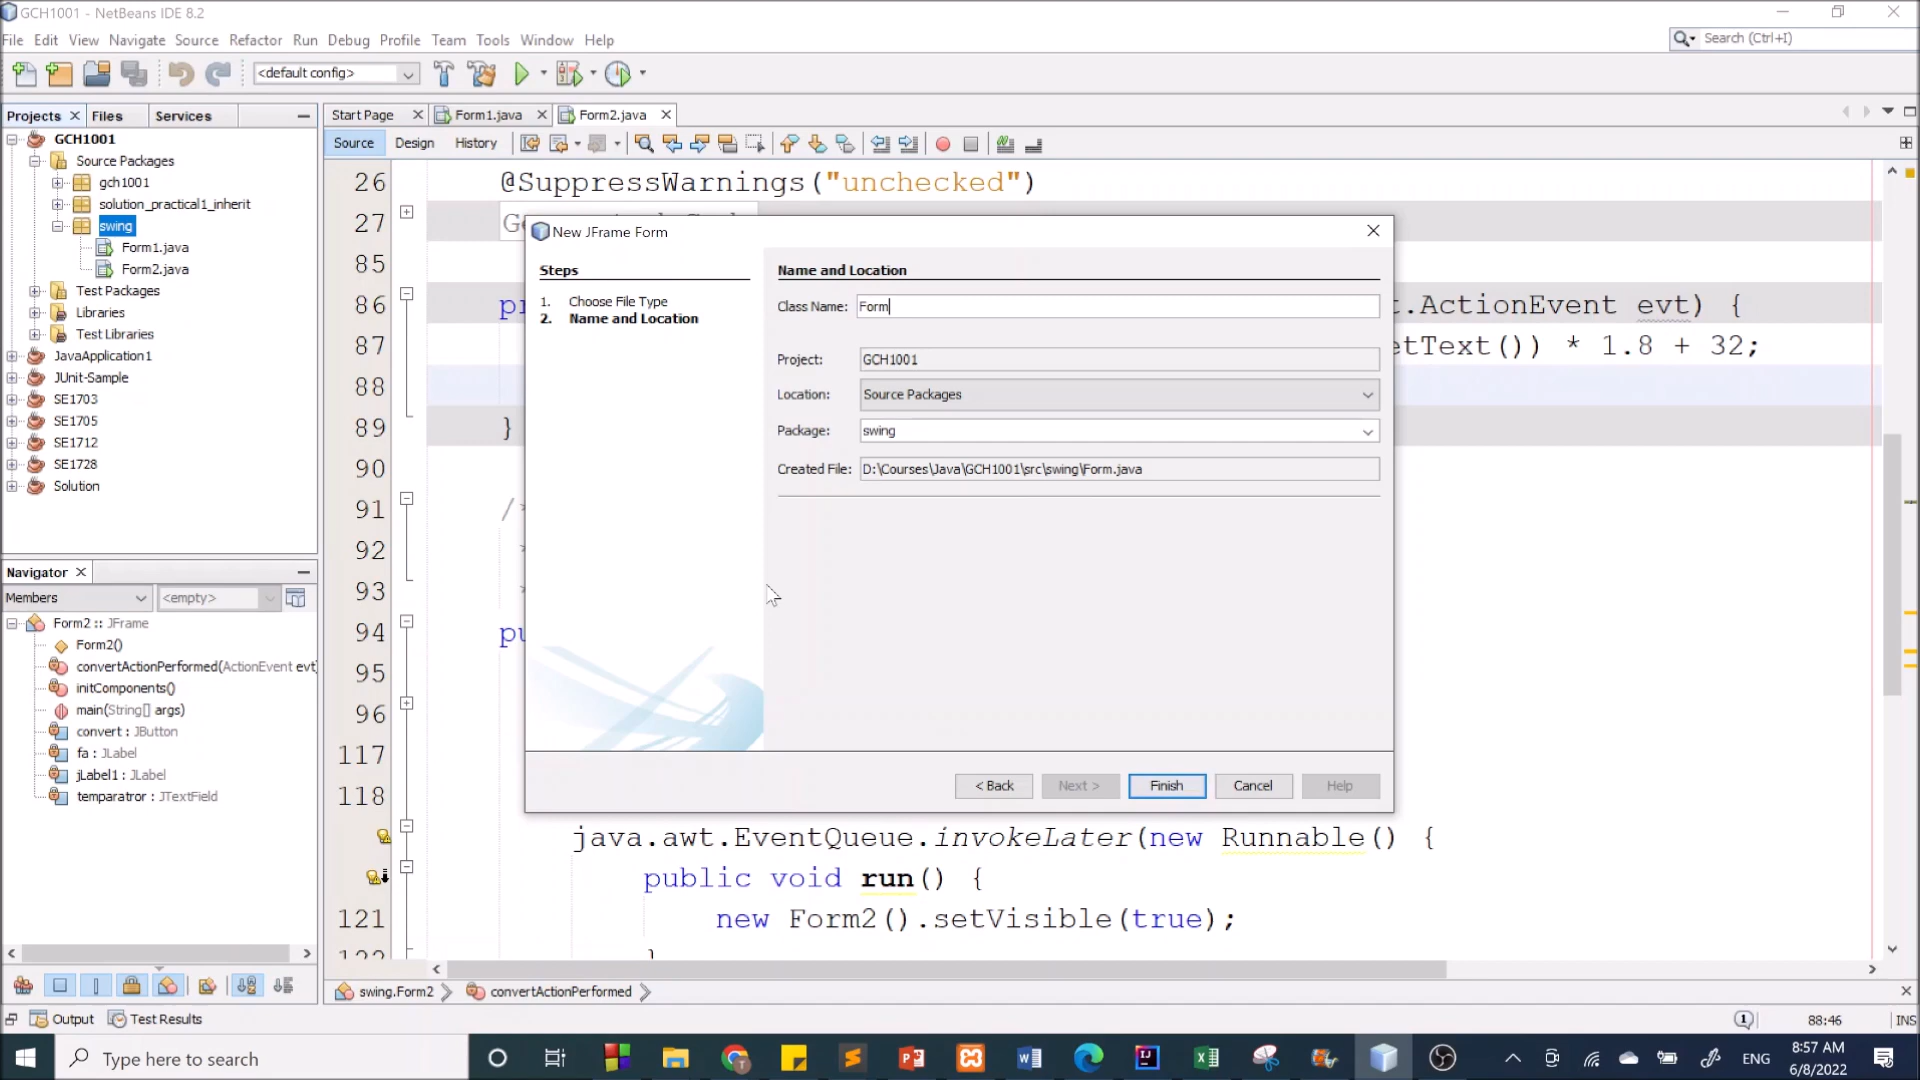 GCH1001 - NetBeans IDE 8.2
File Edit View Navigate Source Refactor Run Debug Profile Team Tools Window Help
Search (Ctrl+I)
<default config>
Projects Files Services
Start Page Form1.java Form2.java
Source Design History
GCH1001
Source Packages
gch1001
solution_practical1_inherit
swing
Form1.java
Form2.java
Test Packages
Libraries
Test Libraries
JavaApplication1
JUnit-Sample
SE1703
SE1705
SE1712
SE1728
Solution
Navigator
Members <empty>
Form2 :: JFrame
Form2()
convertActionPerformed(ActionEvent evt)
initComponents()
main(String[] args)
convert : JButton
fa : JLabel
jLabel1 : JLabel
temparatror : JTextField
26 @SuppressWarnings("unchecked")
27
85
86 .ActionEvent evt) {
87 etText()) * 1.8 + 32;
88
89 }
90
91
92
93
94
95
96
117
118
java.awt.EventQueue.invokeLater(new Runnable() {
public void run() {
121 new Form2().setVisible(true);
New JFrame Form
Steps
1. Choose File Type
2. Name and Location
Name and Location
Class Name: Form
Project: GCH1001
Location: Source Packages
Package: swing
Created File: D:\Courses\Java\GCH1001\src\swing\Form.java
< Back Next > Finish Cancel Help
swing.Form2 convertActionPerformed
Output Test Results
1 88:46 INS
Type here to search
ENG
8:57 AM
6/8/2022